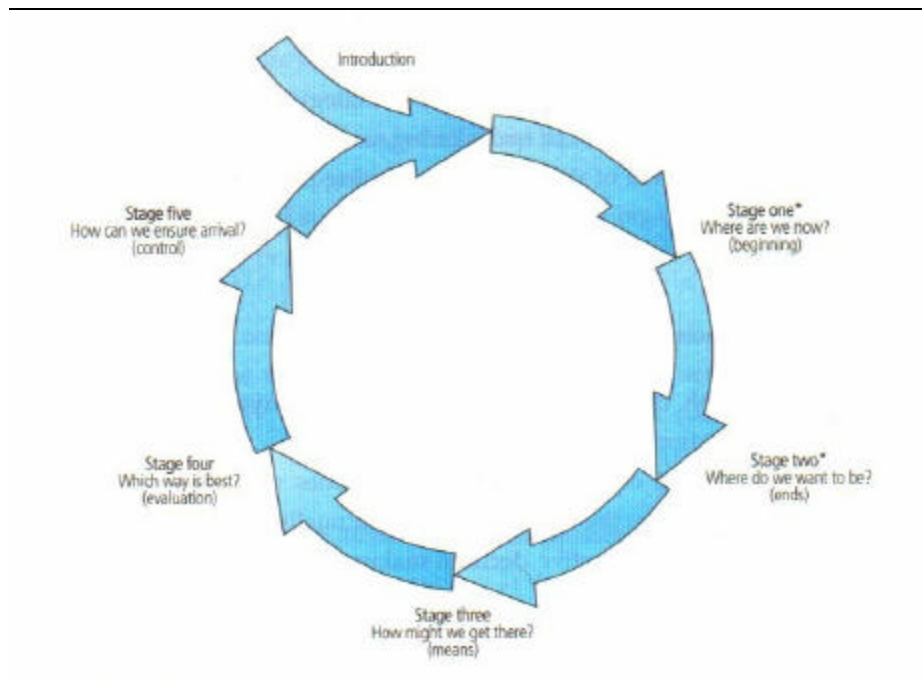 Introduction
Stage one*
Where are we now?
(beginning)
Stage two*
Where do we want to be?
(ends)
Stage three
How might we get there?
(means)
Stage four
Which way is best?
(evaluation)
Stage five
How can we ensure arrival?
(control)